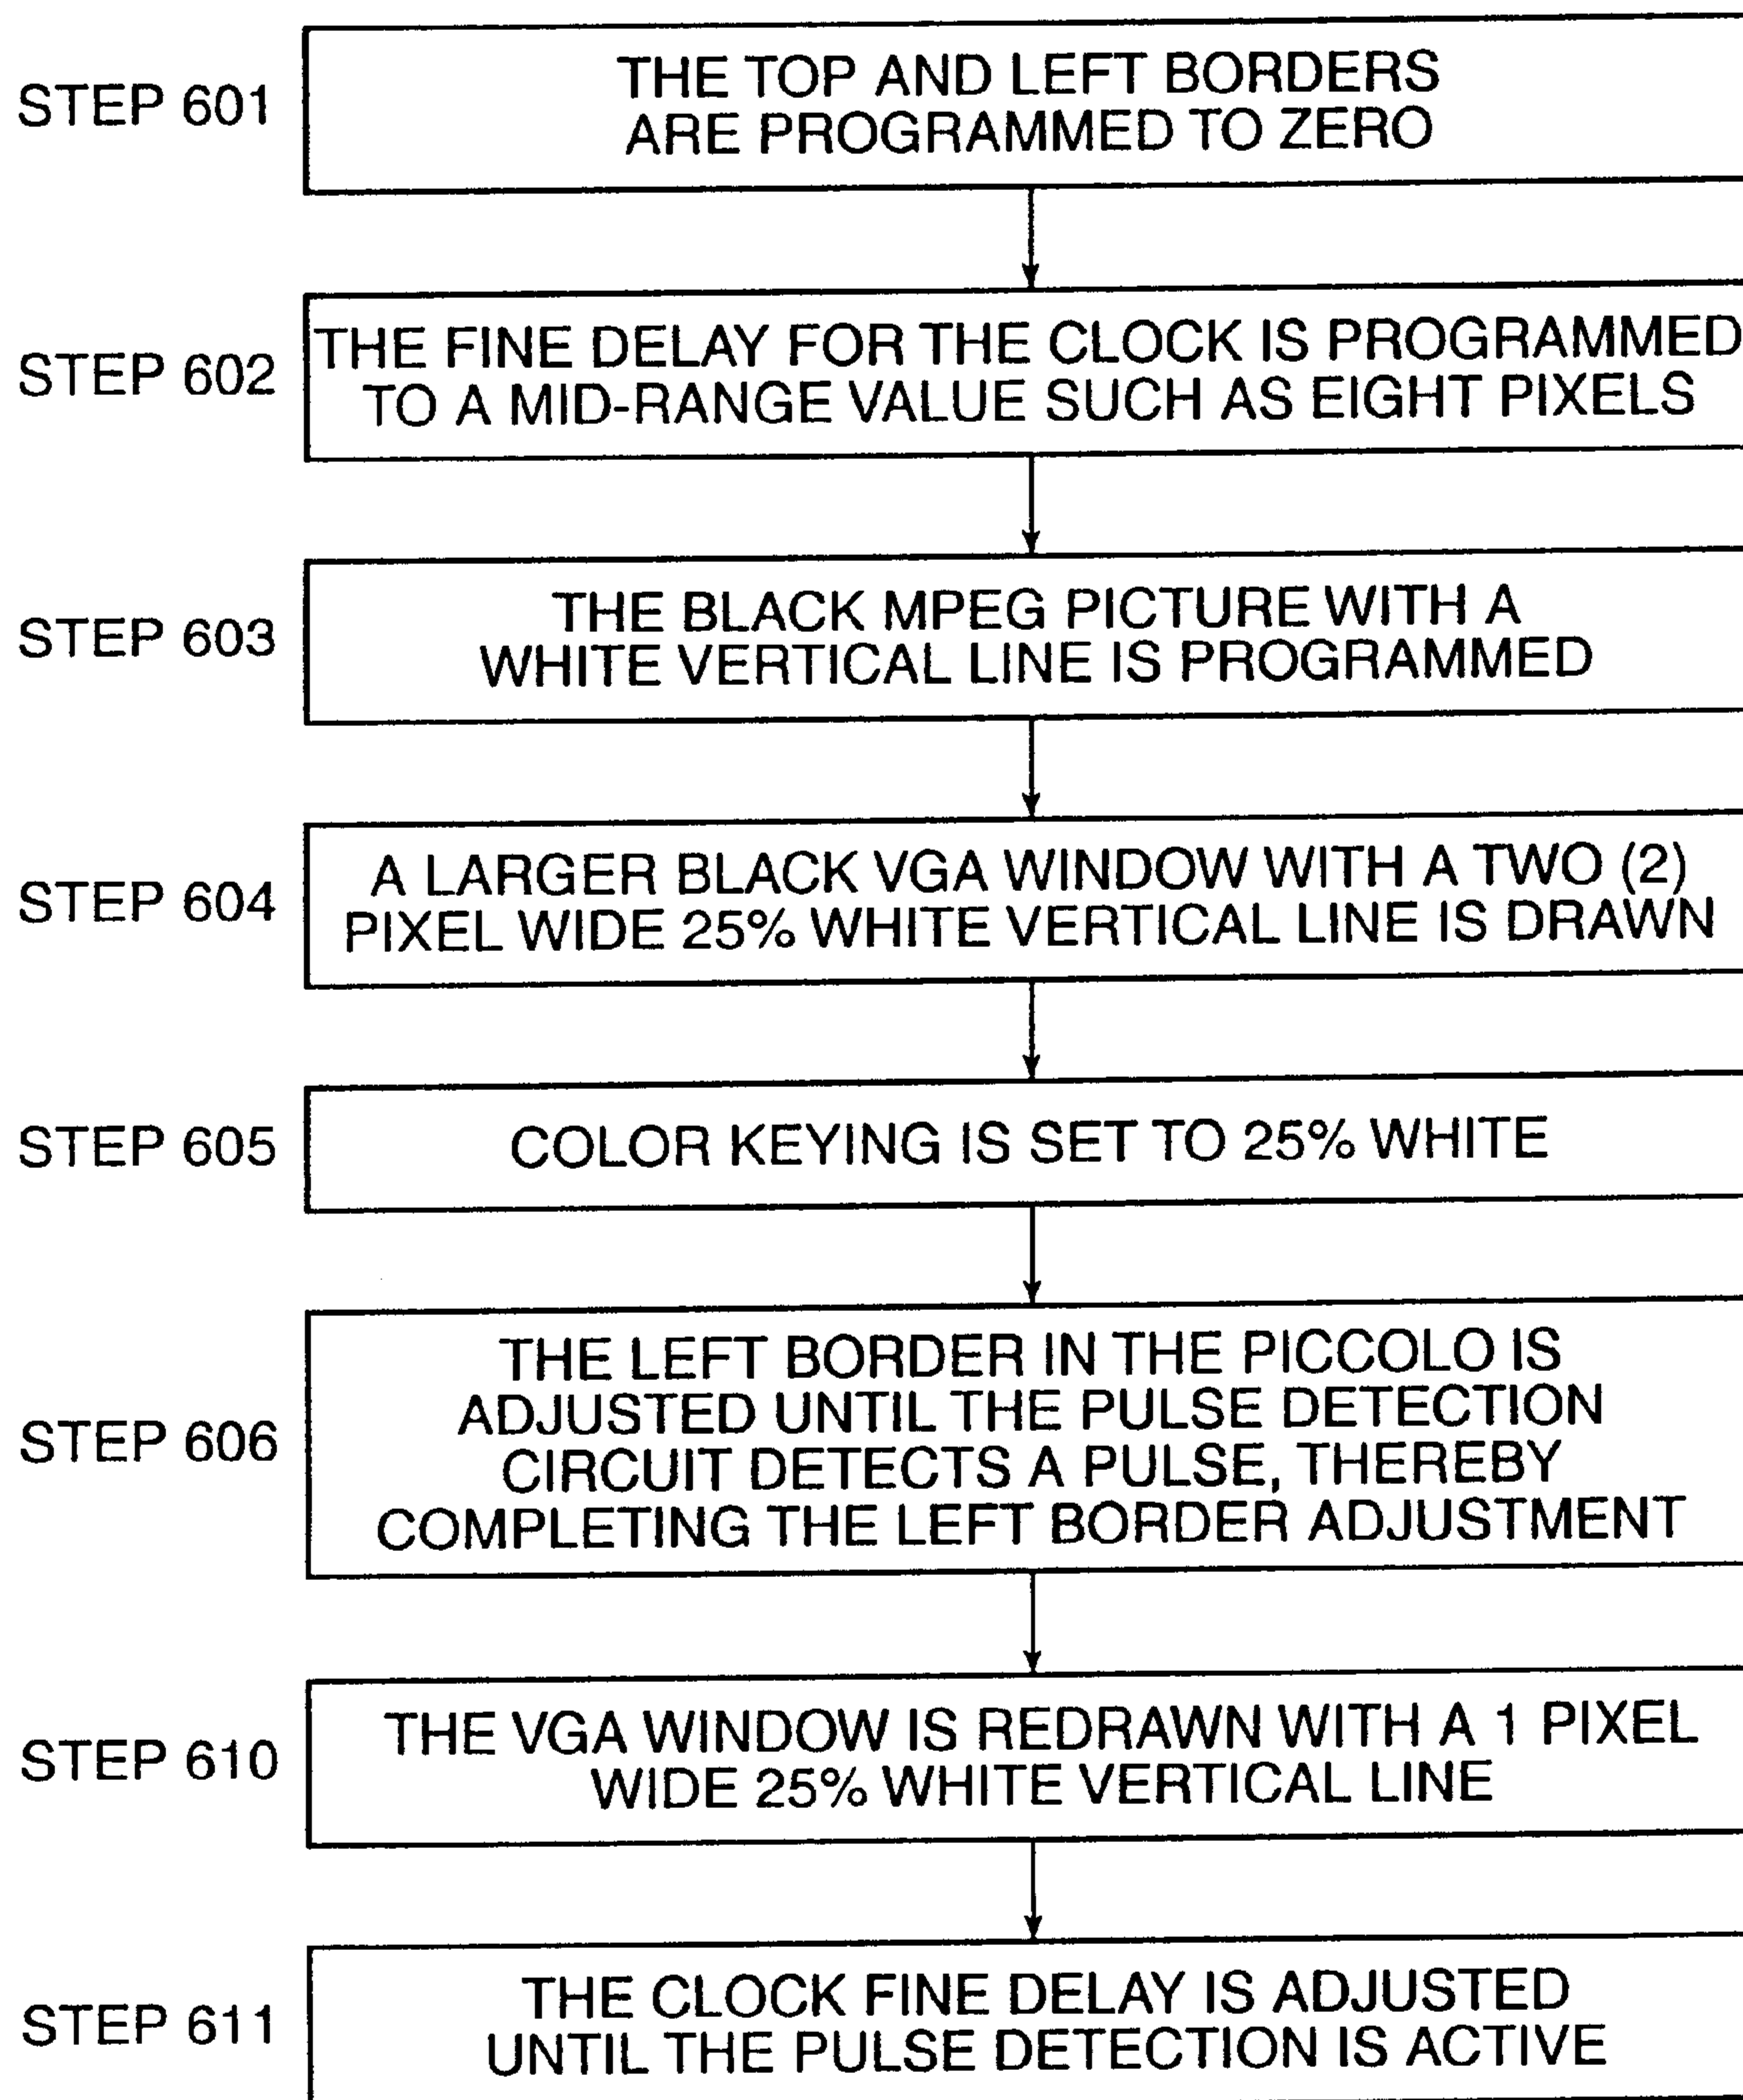 STEP 601
THE TOP AND LEFT BORDERS
ARE PROGRAMMED TO ZERO
STEP 602
THE FINE DELAY FOR THE CLOCK IS PROGRAMMED
TO A MID-RANGE VALUE SUCH AS EIGHT PIXELS
STEP 603
THE BLACK MPEG PICTURE WITH A
WHITE VERTICAL LINE IS PROGRAMMED
STEP 604
A LARGER BLACK VGA WINDOW WITH A TWO (2)
PIXEL WIDE 25% WHITE VERTICAL LINE IS DRAWN
STEP 605
COLOR KEYING IS SET TO 25% WHITE
STEP 606
THE LEFT BORDER IN THE PICCOLO IS
ADJUSTED UNTIL THE PULSE DETECTION
CIRCUIT DETECTS A PULSE, THEREBY
COMPLETING THE LEFT BORDER ADJUSTMENT
STEP 610
THE VGA WINDOW IS REDRAWN WITH A 1 PIXEL
WIDE 25% WHITE VERTICAL LINE
STEP 611
THE CLOCK FINE DELAY IS ADJUSTED
UNTIL THE PULSE DETECTION IS ACTIVE